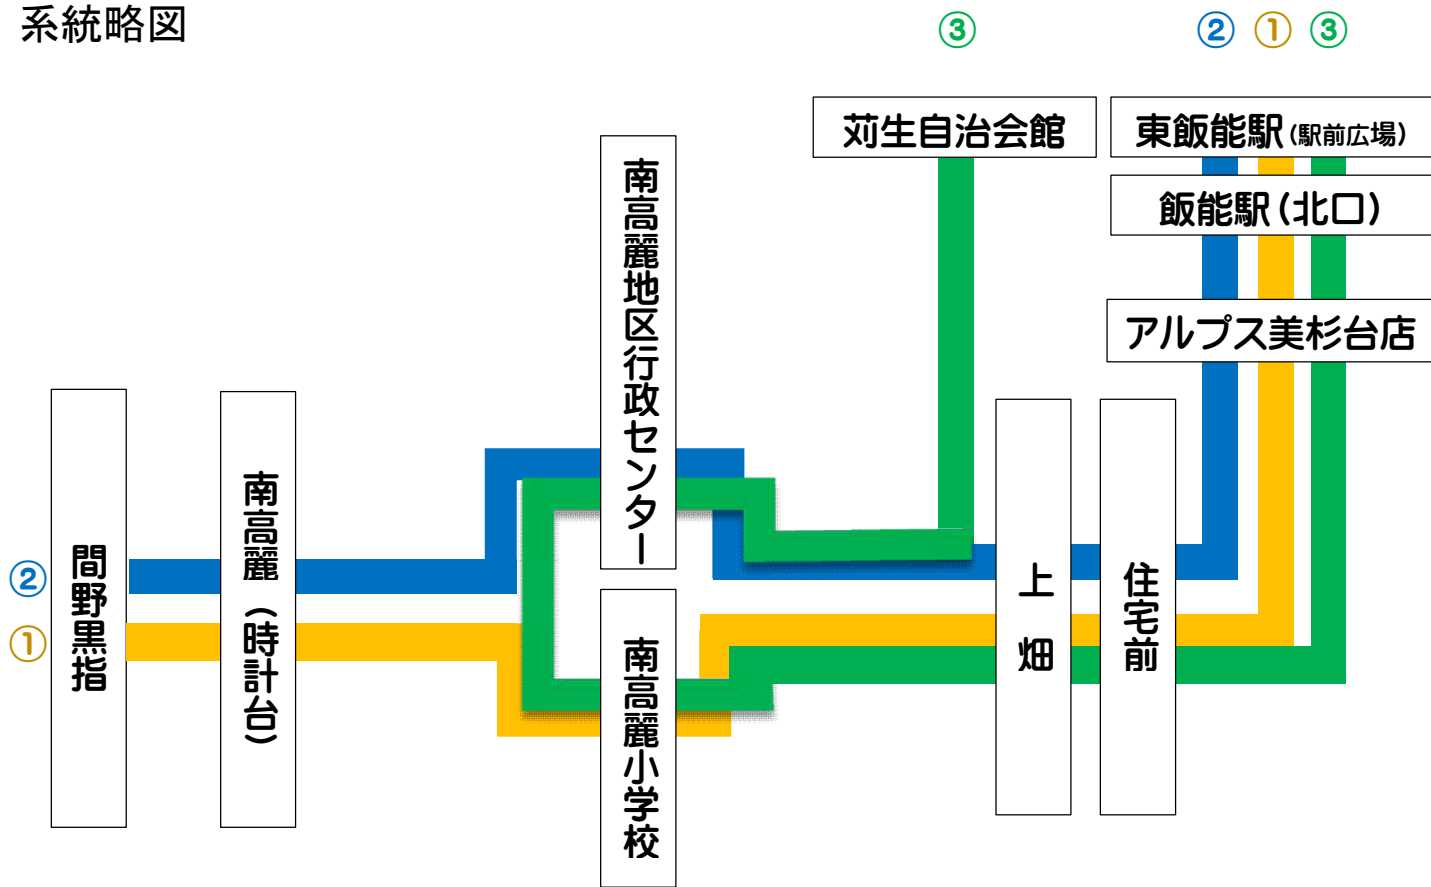 系統略図
③
② ① ③
苅生自治会館
東飯能駅(駅前広場)
飯能駅(北口)
アルプス美杉台店
南高麗地区行政センター
②
①
間野黒指
南高麗(時計台)
南高麗小学校
上畑
住宅前